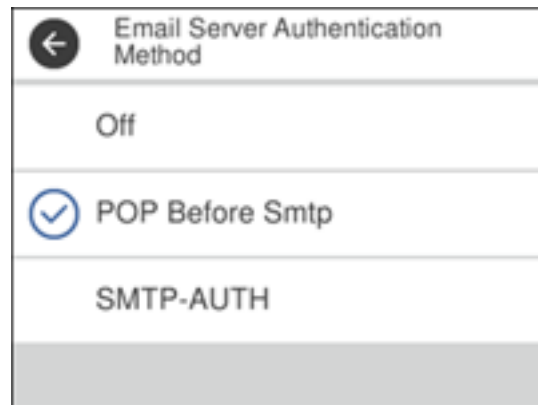 Email Server Authentication
Method
Off
POP Before Smtp
SMTP-AUTH